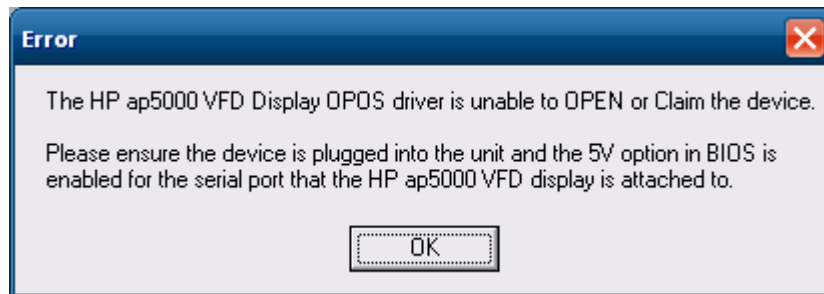 Error
The HP ap5000 VFD Display OPOS driver is unable to OPEN or Claim the device.
Please ensure the device is plugged into the unit and the 5V option in BIOS is
enabled for the serial port that the HP ap5000 VFD display is attached to.
OK